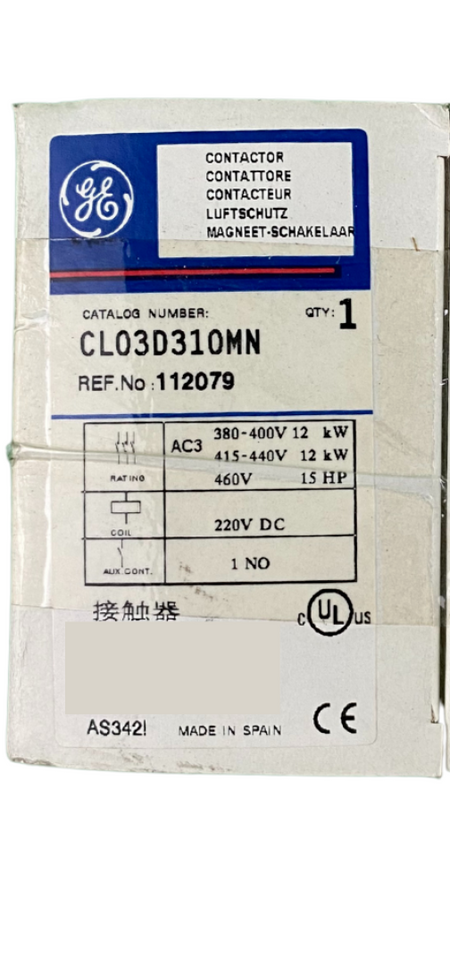 GE
CONTACTOR
CONTATTORE
CONTACTEUR
LUFTSCHUTZ
MAGNEET-SCHAKELAAR
CATALOG NUMBER:
QTY: 1
CL03D310MN
REF.No : 112079
RATING
AC3
380-400V 12 kW
415-440V 12 kW
460V 15 HP
COIL
220V DC
AUX.CONT.
1 NO
接触器
c UL us
AS342!
MADE IN SPAIN
CE